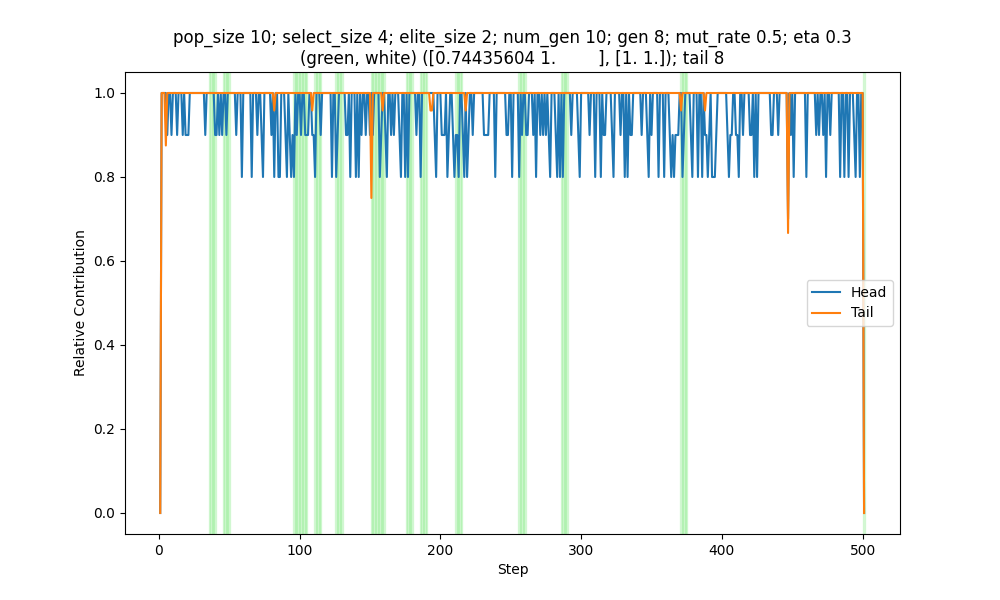 pop_size 10; select_size 4; elite_size 2; num_gen 10; gen 8; mut_rate 0.5; eta 0.3
(green, white) ([0.74435604 1.        ], [1. 1.]); tail 8
1.0
0.8
0.6
0.4
0.2
0.0
Relative Contribution
Head
Tail
0
100
200
300
400
500
Step